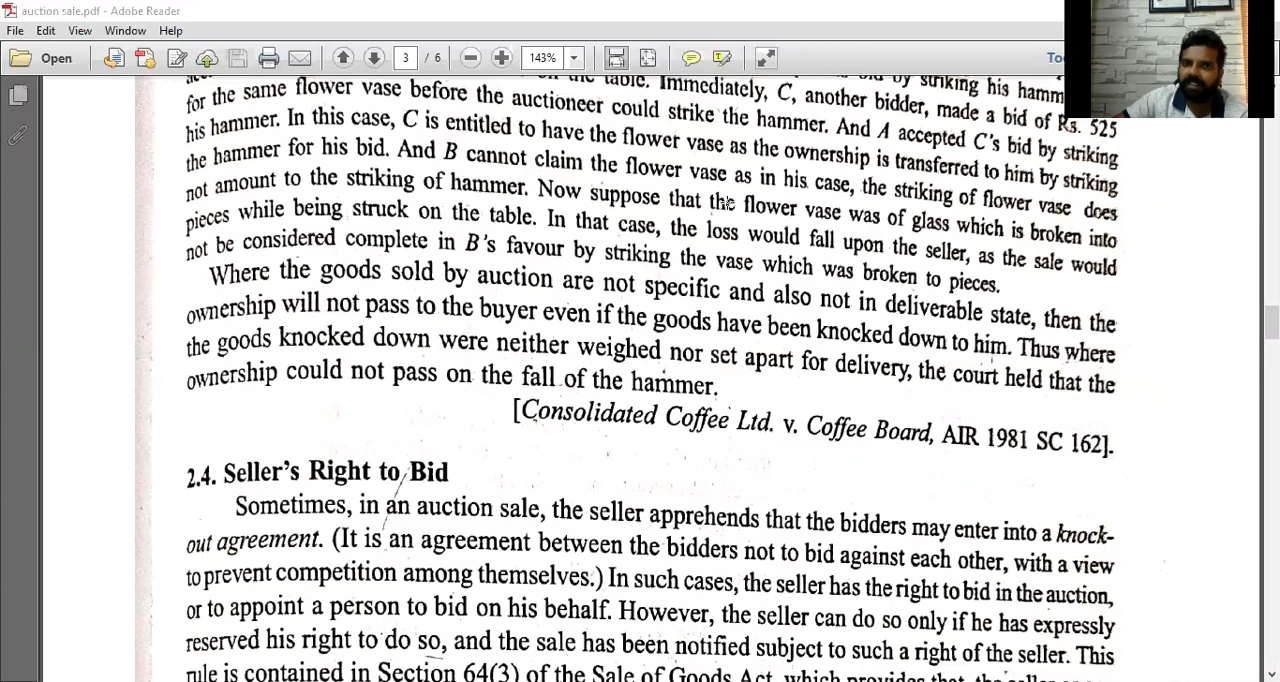 auction sale.pdf - Adobe Reader
File Edit View Window Help
Open 3 / 6 143%
the table. Immediately, C, another bidder, made a bid of Rs. 525
for the same flower vase before the auctioneer could strike the hammer. And A accepted C's bid by striking
his hammer. In this case, C is entitled to have the flower vase as the ownership is transferred to him by striking
the hammer for his bid. And B cannot claim the flower vase as in his case, the striking of flower vase does
not amount to the striking of hammer. Now suppose that the flower vase was of glass which is broken into
pieces while being struck on the table. In that case, the loss would fall upon the seller, as the sale would
not be considered complete in B's favour by striking the vase which was broken to pieces.
Where the goods sold by auction are not specific and also not in deliverable state, then the
ownership will not pass to the buyer even if the goods have been knocked down to him. Thus where
the goods knocked down were neither weighed nor set apart for delivery, the court held that the
ownership could not pass on the fall of the hammer.
[Consolidated Coffee Ltd. v. Coffee Board, AIR 1981 SC 162].
2.4. Seller's Right to Bid
Sometimes, in an auction sale, the seller apprehends that the bidders may enter into a knock-
out agreement. (It is an agreement between the bidders not to bid against each other, with a view
to prevent competition among themselves.) In such cases, the seller has the right to bid in the auction,
or to appoint a person to bid on his behalf. However, the seller can do so only if he has expressly
reserved his right to do so, and the sale has been notified subject to such a right of the seller. This
rule is contained in Section 64(3) of the Sale of Goods Act, which provides that, the